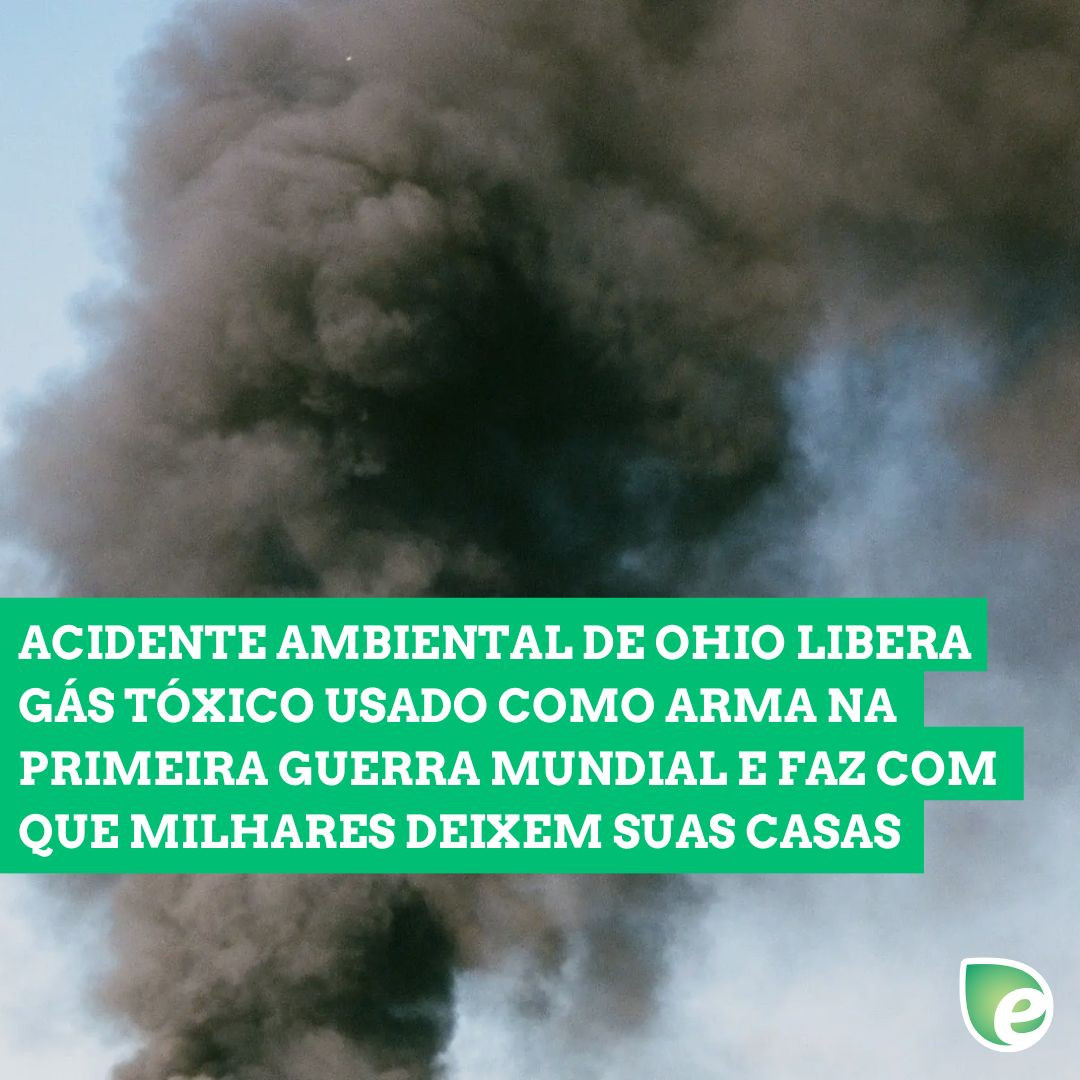 ACIDENTE AMBIENTAL DE OHIO LIBERA
GÁS TÓXICO USADO COMO ARMA NA
PRIMEIRA GUERRA MUNDIAL E FAZ COM
QUE MILHARES DEIXEM SUAS CASAS
e